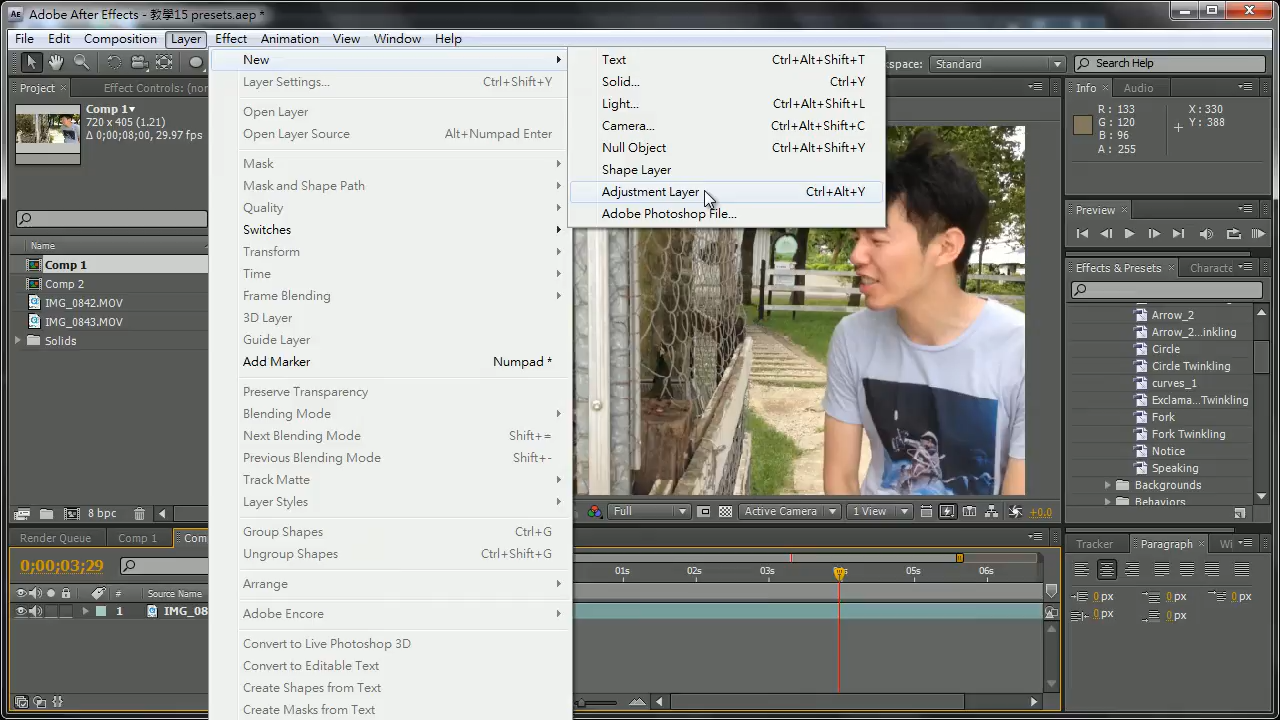 Adobe After Effects - 教學15 presets.aep *
File Edit Composition Layer Effect Animation View Window Help
Workspace: Standard
Search Help
Project Effect Controls:
Comp 1▾
720 x 405 (1.21)
Δ 0;00;08;00, 29.97 fps
Name
Comp 1
Comp 2
IMG_0842.MOV
IMG_0843.MOV
Solids
8 bpc
New
Layer Settings... Ctrl+Shift+Y
Open Layer
Open Layer Source Alt+Numpad Enter
Mask
Mask and Shape Path
Quality
Switches
Transform
Time
Frame Blending
3D Layer
Guide Layer
Add Marker Numpad *
Preserve Transparency
Blending Mode
Next Blending Mode Shift+=
Previous Blending Mode Shift+-
Track Matte
Layer Styles
Group Shapes Ctrl+G
Ungroup Shapes Ctrl+Shift+G
Arrange
Adobe Encore
Convert to Live Photoshop 3D
Convert to Editable Text
Create Shapes from Text
Create Masks from Text
Text Ctrl+Alt+Shift+T
Solid... Ctrl+Y
Light... Ctrl+Alt+Shift+L
Camera... Ctrl+Alt+Shift+C
Null Object Ctrl+Alt+Shift+Y
Shape Layer
Adjustment Layer Ctrl+Alt+Y
Adobe Photoshop File...
Full Active Camera 1 View +0.0
Info Audio
R : 133 X : 330
G : 120 Y : 388
B : 96
A : 255
Preview
Effects & Presets Characte
Arrow_2
Arrow_2...inkling
Circle
Circle Twinkling
curves_1
Exclama...Twinkling
Fork
Fork Twinkling
Notice
Speaking
Backgrounds
Behaviors
Tracker Paragraph Wi
0 px 0 px 0 px
0 px 0 px
Render Queue Comp 1 Com
0;00;03;29
# Source Name
1 IMG_08
01s 02s 03s 05s 06s